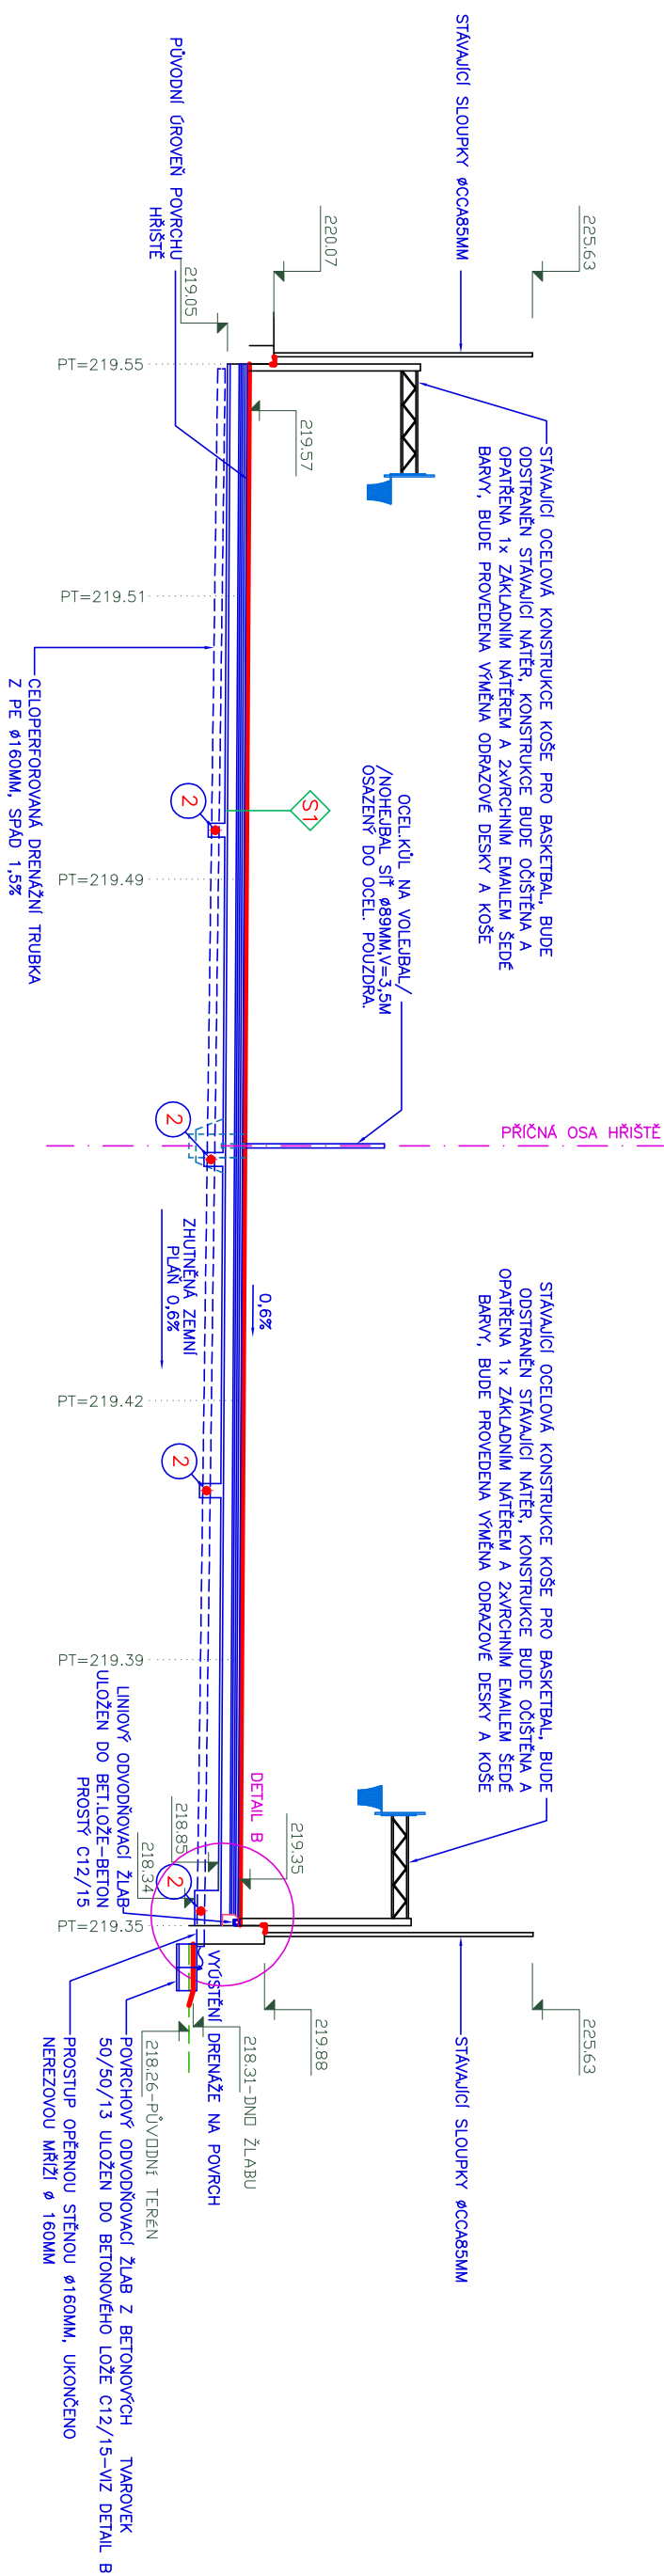 STÁVAJÍCÍ SLOUPKY øCCA85MM
PŮVODNÍ ÚROVEŇ POVRCHU
HŘIŠTĚ
225.63
220.07
219.05
219.57
PT=219.55
STÁVAJÍCÍ OCELOVÁ KONSTRUKCE KOŠE PRO BASKETBAL, BUDE
ODSTRANĚN STÁVAJÍCÍ NÁTĚR, KONSTRUKCE BUDE OČIŠTĚNA A
OPATŘENA 1x ZÁKLADNÍM NÁTĚREM A 2xVRCHNÍM EMAILEM ŠEDÉ
BARVY, BUDE PROVEDENA VÝMĚNA ODRAZOVÉ DESKY A KOŠE
PT=219.51
CELOPERFOROVANÁ DRENÁŽNÍ TRUBKA
Z PE ø160MM, SPÁD 1,5%
S1
2
PT=219.49
OCEL.KŮL NA VOLEJBAL/
/NOHEJBAL SÍŤ ø89MM,V=3,5M
OSAZENÝ DO OCEL. POUZDRA.
PŘÍČNÁ OSA HŘIŠTĚ
2
ZHUTNĚNÁ ZEMNÍ
PLÁŇ 0,6%
0,6%
PT=219.42
2
STÁVAJÍCÍ OCELOVÁ KONSTRUKCE KOŠE PRO BASKETBAL, BUDE
ODSTRANĚN STÁVAJÍCÍ NÁTĚR, KONSTRUKCE BUDE OČIŠTĚNA A
OPATŘENA 1x ZÁKLADNÍM NÁTĚREM A 2xVRCHNÍM EMAILEM ŠEDÉ
BARVY, BUDE PROVEDENA VÝMĚNA ODRAZOVÉ DESKY A KOŠE
PT=219.39
LINIOVÝ ODVODŇOVACÍ ŽLAB
ULOŽEN DO BET.LOŽE-BETON
PROSTÝ C12/15
DETAIL B
219.35
218.85
218.34
2
PT=219.35
225.63
219.88
STÁVAJÍCÍ SLOUPKY øCCA85MM
VYÚSTĚNÍ DRENÁŽE NA POVRCH
218.31-DNO ŽLABU
218.26-PŮVODNÍ TERÉN
POVRCHOVÝ ODVODŇOVACÍ ŽLAB Z BETONOVÝCH TVAROVEK
50/50/13 ULOŽEN DO BETONOVÉHO LOŽE C12/15-VIZ DETAIL B
PROSTUP OPĚRNOU STĚNOU ø160MM, UKONČENO
NEREZOVOU MŘÍŽÍ ø 160MM